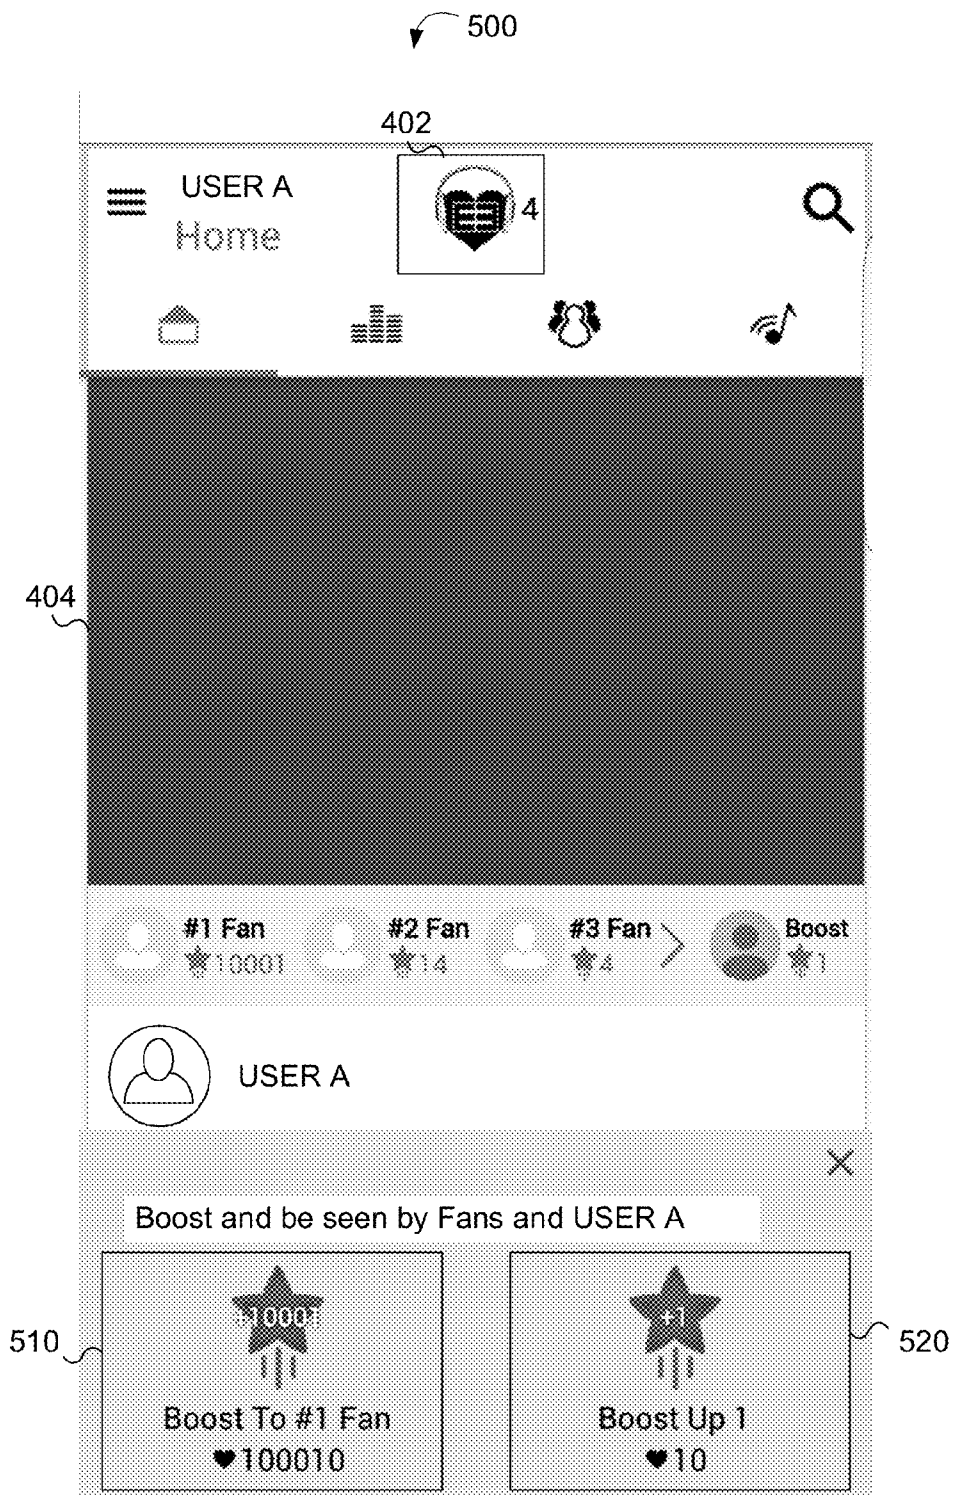 500
402
USER A
4
Home
404
#1 Fan #2 Fan #3 Fan Boost
10001 14 4 1
USER A
Boost and be seen by Fans and USER A
+10001 +1
510 520
Boost To #1 Fan Boost Up 1
100010 10